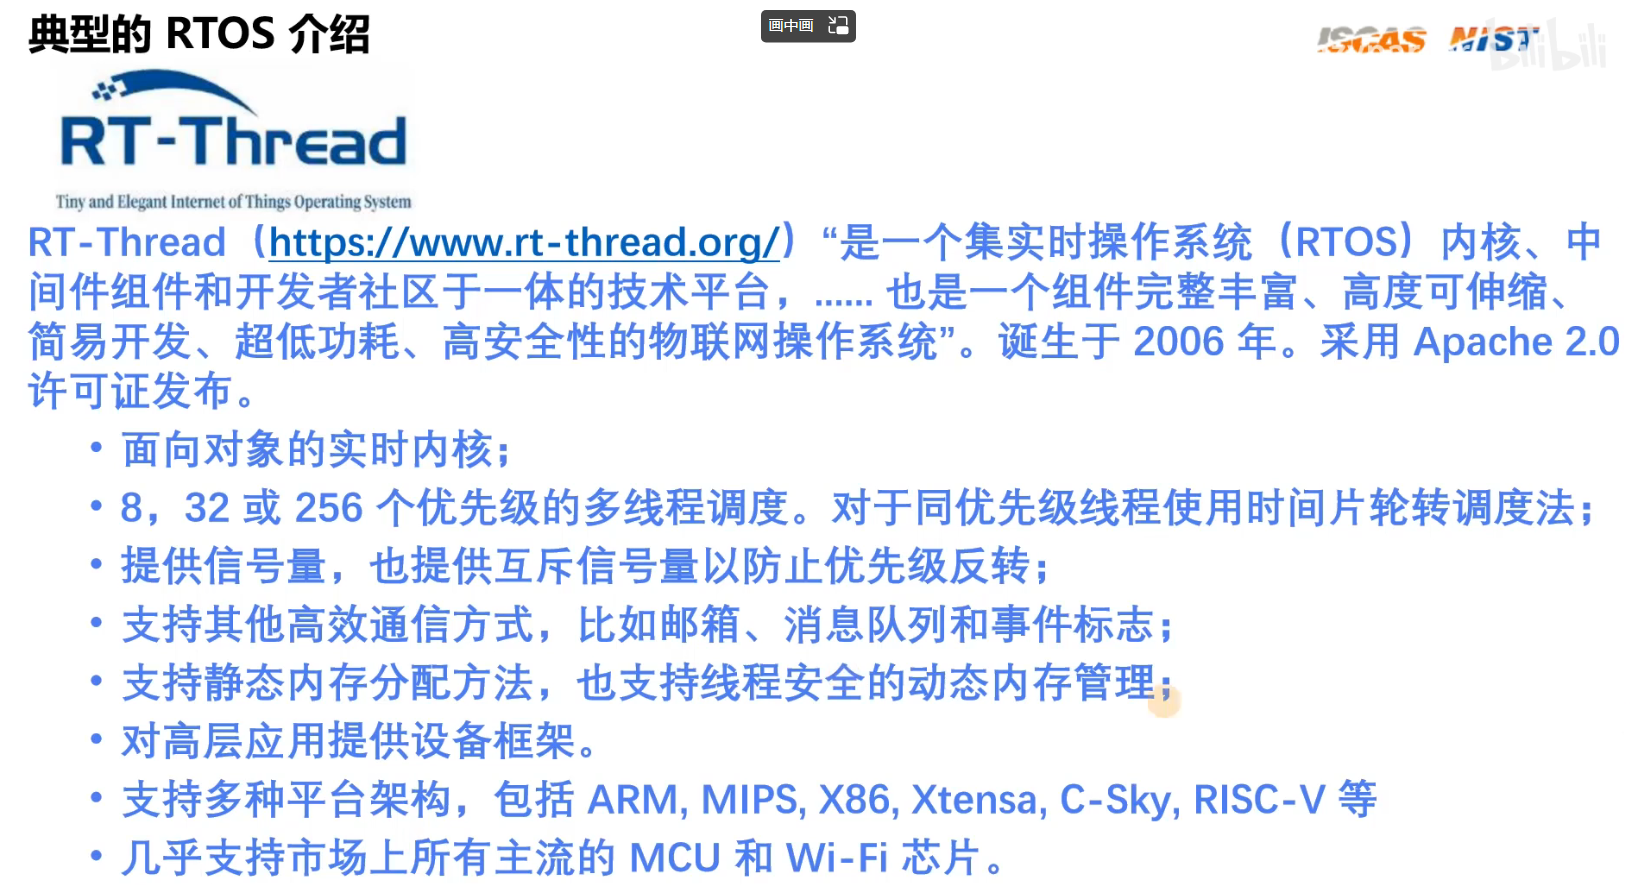 典型的 RTOS 介绍
画中画
ISCAS
NIST
bilibili
RT-Thread
Tiny and Elegant Internet of Things Operating System
RT-Thread（https://www.rt-thread.org/）“是一个集实时操作系统（RTOS）内核、中
间件组件和开发者社区于一体的技术平台，...... 也是一个组件完整丰富、高度可伸缩、
简易开发、超低功耗、高安全性的物联网操作系统”。诞生于 2006 年。采用 Apache 2.0
许可证发布。
• 面向对象的实时内核；
• 8，32 或 256 个优先级的多线程调度。对于同优先级线程使用时间片轮转调度法；
• 提供信号量，也提供互斥信号量以防止优先级反转；
• 支持其他高效通信方式，比如邮箱、消息队列和事件标志；
• 支持静态内存分配方法，也支持线程安全的动态内存管理；
• 对高层应用提供设备框架。
• 支持多种平台架构，包括 ARM, MIPS, X86, Xtensa, C-Sky, RISC-V 等
• 几乎支持市场上所有主流的 MCU 和 Wi-Fi 芯片。